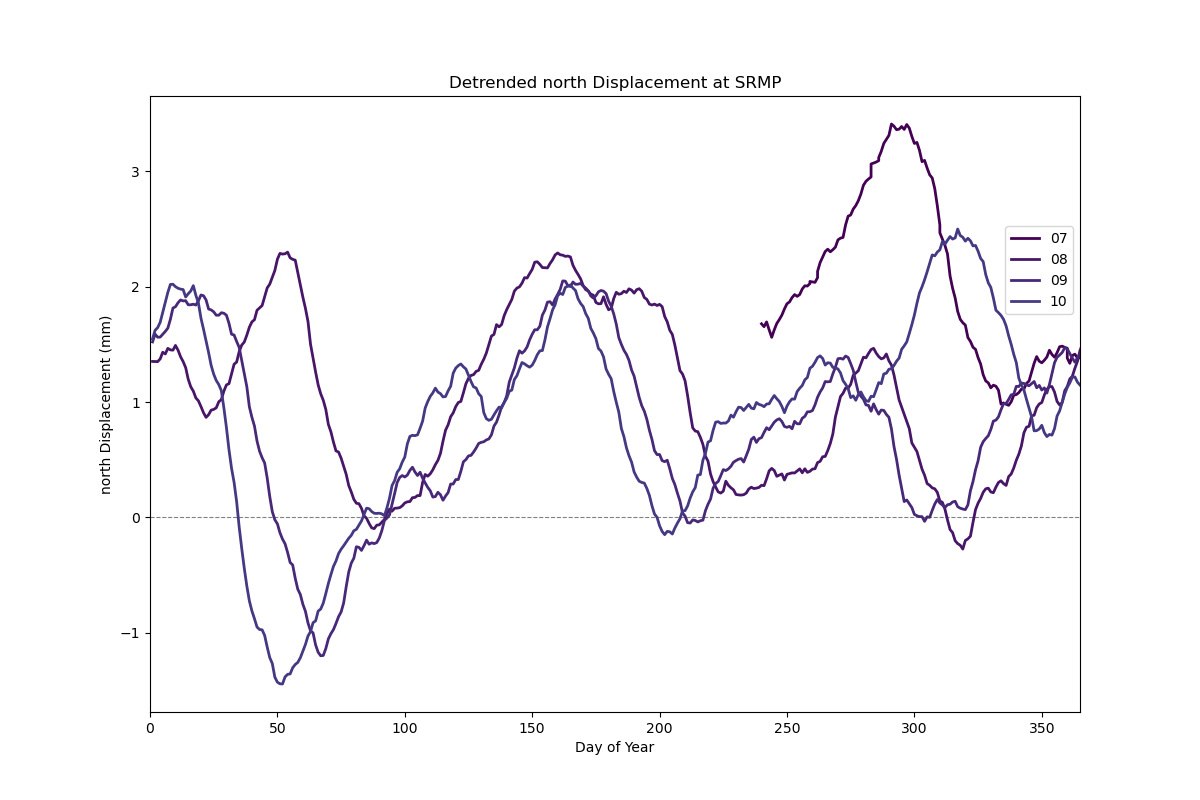 Detrended north Displacement at SRMP
north Displacement (mm)
3
2
1
0
−1
07
08
09
10
0 50 100 150 200 250 300 350
Day of Year